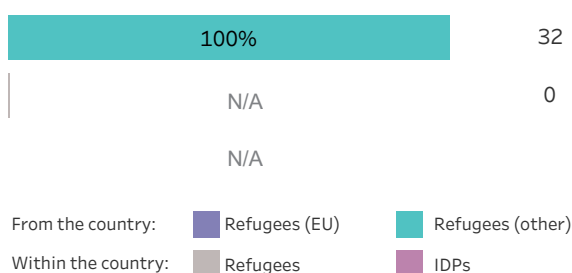 100% 32
N/A 0
N/A
From the country: Refugees (EU) Refugees (other)
Within the country: Refugees IDPs